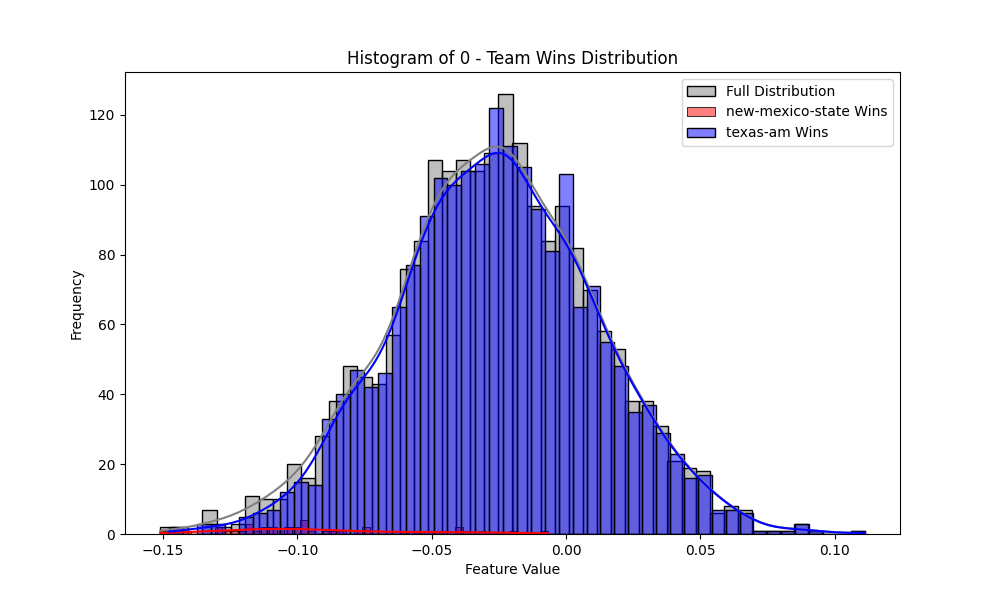 Histogram of 0 - Team Wins Distribution
Full Distribution
new-mexico-state Wins
texas-am Wins
Frequency
120
100
80
60
40
20
0
−0.15 −0.10 −0.05 0.00 0.05 0.10
Feature Value